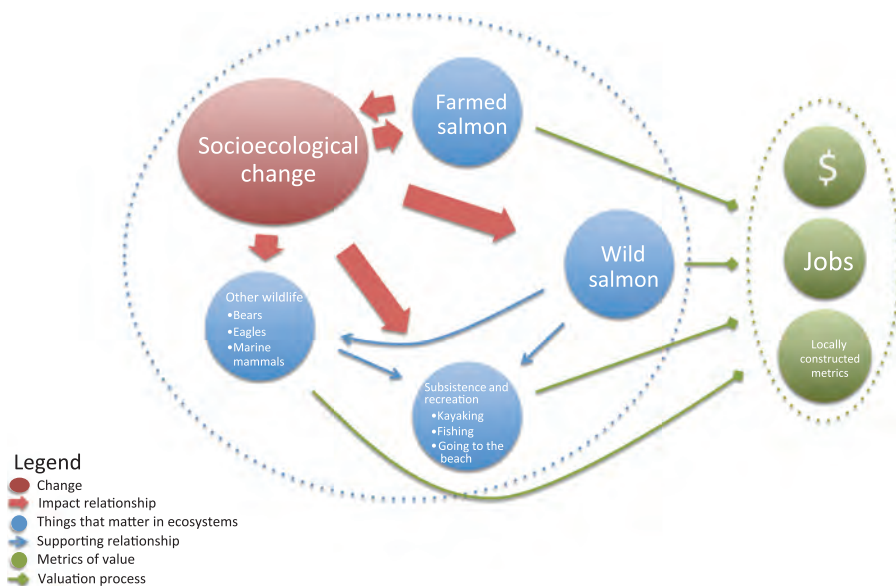 Socioecological
change
Farmed
salmon
Wild
salmon
Other wildlife
•Bears
•Eagles
•Marine
mammals
Subsistence and
recreation
•Kayaking
•Fishing
•Going to the
beach
$
Jobs
Locally
constructed
metrics
Legend
Change
Impact relationship
Things that matter in ecosystems
Supporting relationship
Metrics of value
Valuation process